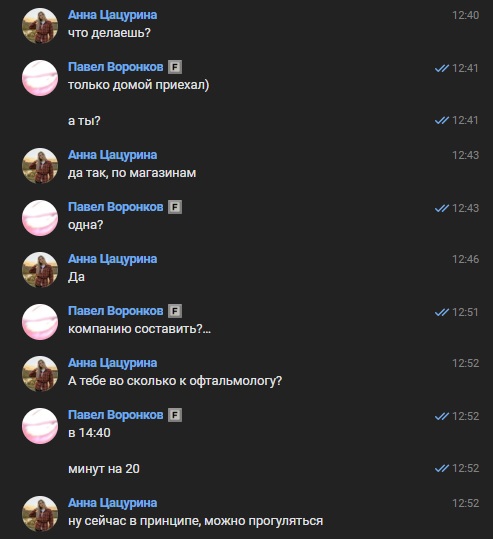 Анна Цацурина 12:40
что делаешь?
Павел Воронков F 12:41
только домой приехал)
а ты? 12:41
Анна Цацурина 12:43
да так, по магазинам
Павел Воронков F 12:43
одна?
Анна Цацурина 12:46
Да
Павел Воронков F 12:51
компанию составить?...
Анна Цацурина 12:52
А тебе во сколько к офтальмологу?
Павел Воронков F 12:52
в 14:40
минут на 20 12:52
Анна Цацурина 12:52
ну сейчас в принципе, можно прогуляться